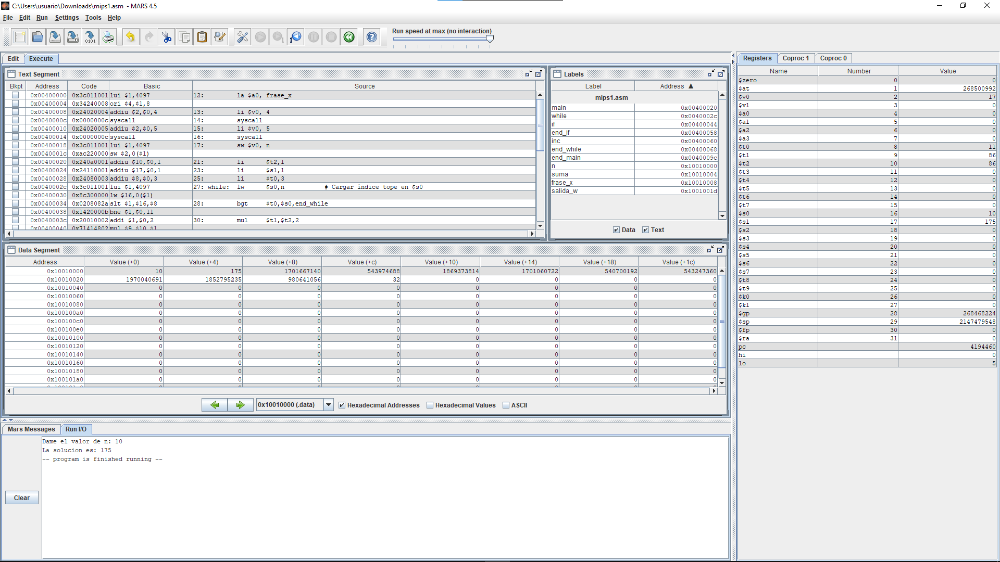 C:\Users\usuario\Downloads\mips1.asm - MARS 4.5
File Edit Run Settings Tools Help
Run speed at max (no interaction)
Edit Execute
Text Segment
Bkpt Address Code Basic Source
0x00400000 0x3c011001 lui $1,4097 12: la $a0, frase_x
0x00400004 0x34240008 ori $4,$1,8
0x00400008 0x24020004 addiu $2,$0,4 13: li $v0, 4
0x0040000c 0x0000000c syscall 14: syscall
0x00400010 0x24020005 addiu $2,$0,5 15: li $v0, 5
0x00400014 0x0000000c syscall 16: syscall
0x00400018 0x3c011001 lui $1,4097 17: sw $v0, n
0x0040001c 0xac220000 sw $2,0($1)
0x00400020 0x240a0001 addiu $10,$0,1 21: li $t2,1
0x00400024 0x24110001 addiu $17,$0,1 23: li $s1,1
0x00400028 0x24080003 addiu $8,$0,3 25: li $t0,3
0x0040002c 0x3c011001 lui $1,4097 27: while: lw $s0,n # Cargar índice tope en $s0
0x00400030 0x8c300000 lw $16,0($1)
0x00400034 0x0208082a slt $1,$16,$8 28: bgt $t0,$s0,end_while
0x00400038 0x1420000b bne $1,$0,11
0x0040003c 0x20010002 addi $1,$0,2 30: mul $t1,$t2,2
0x00400040 0x71414802 mul $9,$10,$1
Labels
Label Address ▲
mips1.asm
main 0x00400020
while 0x0040002c
if 0x00400044
end_if 0x00400058
inc 0x00400060
end_while 0x00400068
end_main 0x0040009c
n 0x10010000
suma 0x10010004
frase_x 0x10010008
salida_w 0x1001001d
Data Text
Data Segment
Address Value (+0) Value (+4) Value (+8) Value (+c) Value (+10) Value (+14) Value (+18) Value (+1c)
0x10010000 10 175 1701667140 543974688 1869373814 1701060722 540700192 543247360
0x10010020 1970040691 1852795235 980641056 32 0 0 0 0
0x10010040 0 0 0 0 0 0 0 0
0x10010060 0 0 0 0 0 0 0 0
0x10010080 0 0 0 0 0 0 0 0
0x100100a0 0 0 0 0 0 0 0 0
0x100100c0 0 0 0 0 0 0 0 0
0x100100e0 0 0 0 0 0 0 0 0
0x10010100 0 0 0 0 0 0 0 0
0x10010120 0 0 0 0 0 0 0 0
0x10010140 0 0 0 0 0 0 0 0
0x10010160 0 0 0 0 0 0 0 0
0x10010180 0 0 0 0 0 0 0 0
0x100101a0 0 0 0 0 0 0 0 0
0x10010000 (.data) Hexadecimal Addresses Hexadecimal Values ASCII
Mars Messages Run I/O
Dame el valor de n: 10
La solucion es: 175
-- program is finished running --
Clear
Registers Coproc 1 Coproc 0
Name Number Value
$zero 0 0
$at 1 268500992
$v0 2 17
$v1 3 0
$a0 4 0
$a1 5 0
$a2 6 0
$a3 7 0
$t0 8 11
$t1 9 86
$t2 10 86
$t3 11 0
$t4 12 0
$t5 13 0
$t6 14 0
$t7 15 0
$s0 16 10
$s1 17 175
$s2 18 0
$s3 19 0
$s4 20 0
$s5 21 0
$s6 22 0
$s7 23 0
$t8 24 0
$t9 25 0
$k0 26 0
$k1 27 0
$gp 28 268468224
$sp 29 2147479548
$fp 30 0
$ra 31 0
pc 4194460
hi 0
lo 5